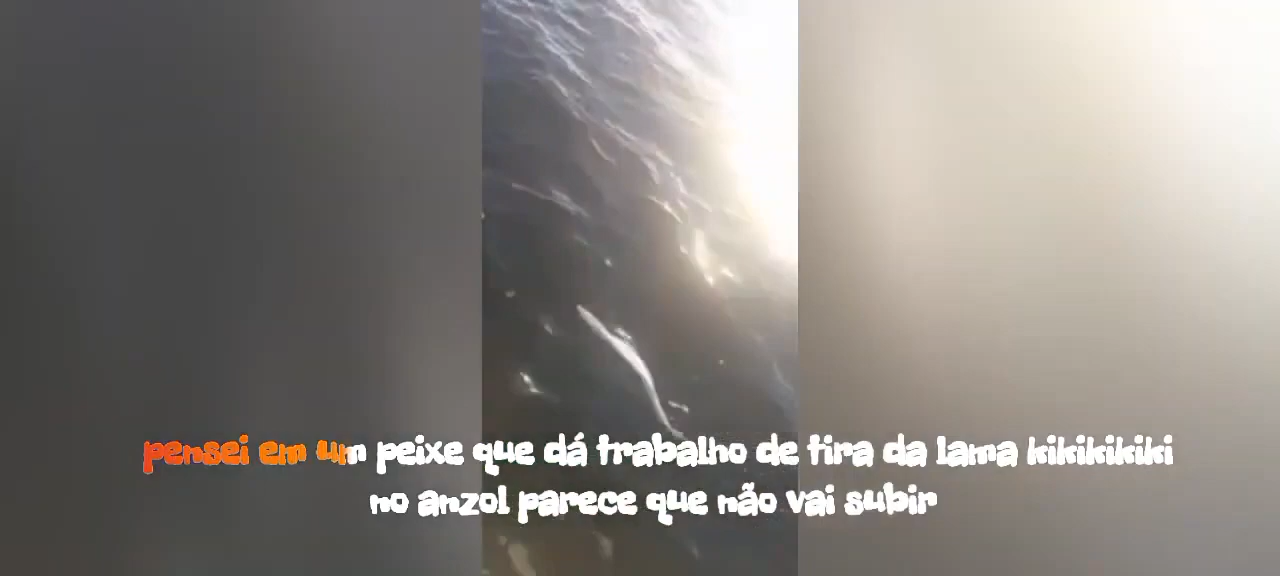 pensei em um peixe que dá trabalho de tira da lama kikikikiki
no anzol parece que não vai subir